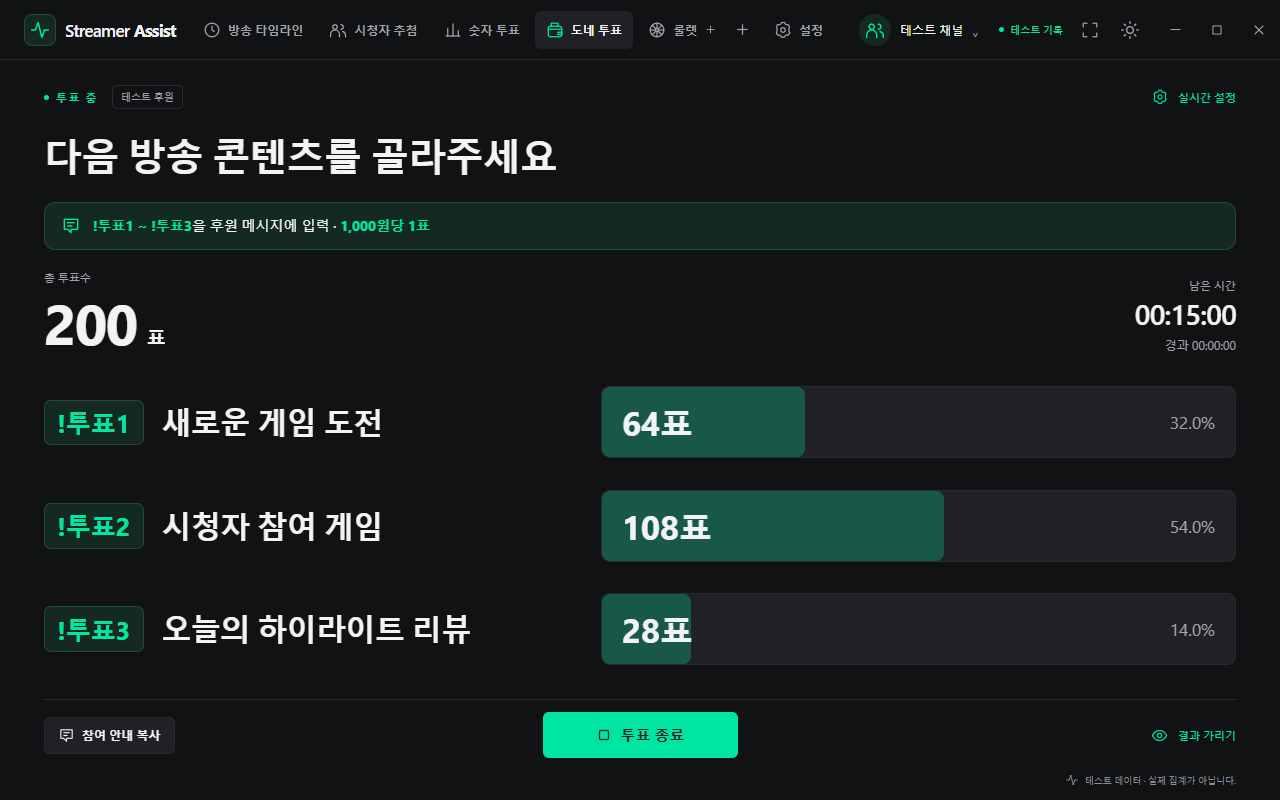 Streamer Assist 방송 타임라인 시청자 추첨 숫자 투표 도네 투표 룰렛 + + 설정 테스트 채널 테스트 기록
투표 중 테스트 후원 실시간 설정
다음 방송 콘텐츠를 골라주세요
!투표1 ~ !투표3을 후원 메시지에 입력 · 1,000원당 1표
총 투표수
200 표
남은 시간
00:15:00
경과 00:00:00
!투표1 새로운 게임 도전 64표 32.0%
!투표2 시청자 참여 게임 108표 54.0%
!투표3 오늘의 하이라이트 리뷰 28표 14.0%
참여 안내 복사 투표 종료 결과 가리기
테스트 데이터 · 실제 집계가 아닙니다.